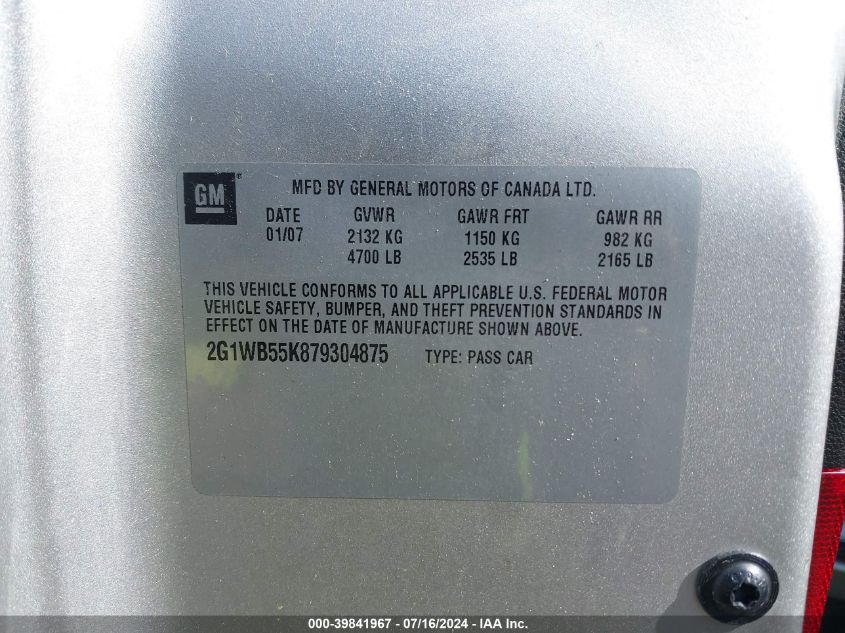 GM® MFD BY GENERAL MOTORS OF CANADA LTD.
DATE GVWR GAWR FRT GAWR RR
01/07 2132 KG 1150 KG 982 KG
4700 LB 2535 LB 2165 LB
THIS VEHICLE CONFORMS TO ALL APPLICABLE U.S. FEDERAL MOTOR
VEHICLE SAFETY, BUMPER, AND THEFT PREVENTION STANDARDS IN
EFFECT ON THE DATE OF MANUFACTURE SHOWN ABOVE.
2G1WB55K879304875 TYPE: PASS CAR
000-39841967 - 07/16/2024 - IAA Inc.